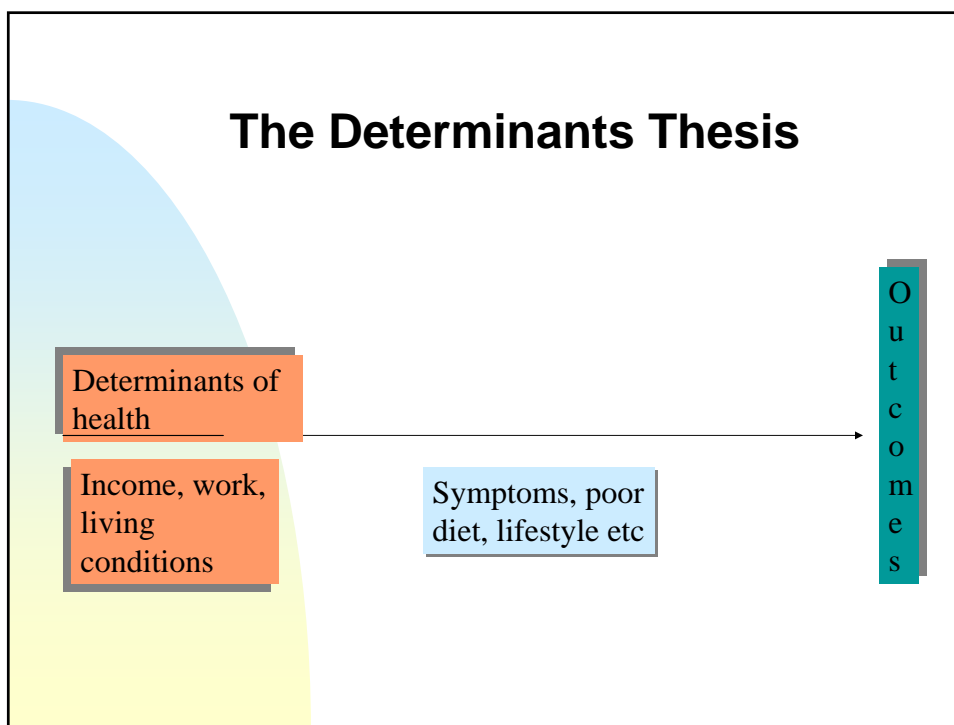 The Determinants Thesis
Determinants of
health
Income, work,
living
conditions
Symptoms, poor
diet, lifestyle etc
O
u
t
c
o
m
e
s